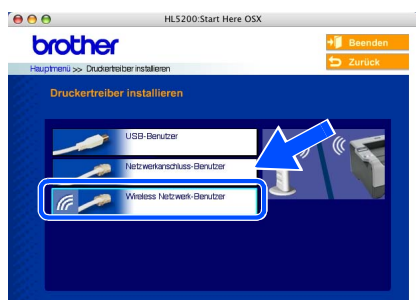 HL5200:Start Here OSX
brother
Beenden
Zurück
Hauptmenü >> Druckertreiber installieren
Druckertreiber installieren
USB-Benutzer
Netzwerkanschluss-Benutzer
Wireless Netzwerk-Benutzer